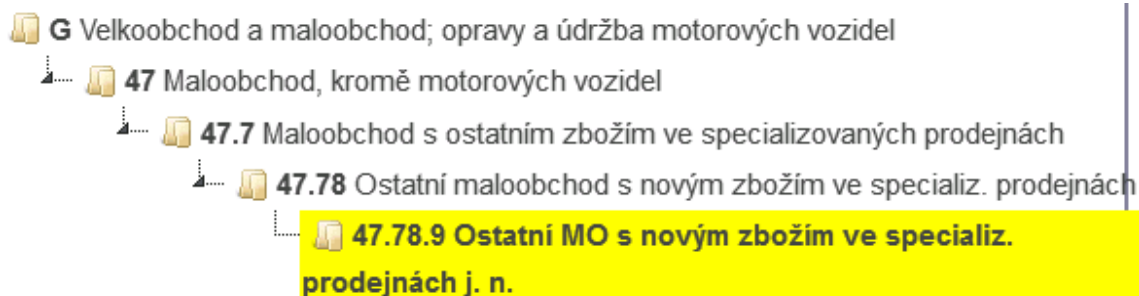 G Velkoobchod a maloobchod; opravy a údržba motorových vozidel
47 Maloobchod, kromě motorových vozidel
47.7 Maloobchod s ostatním zbožím ve specializovaných prodejnách
47.78 Ostatní maloobchod s novým zbožím ve specializ. prodejnách
47.78.9 Ostatní MO s novým zbožím ve specializ.
prodejnách j. n.